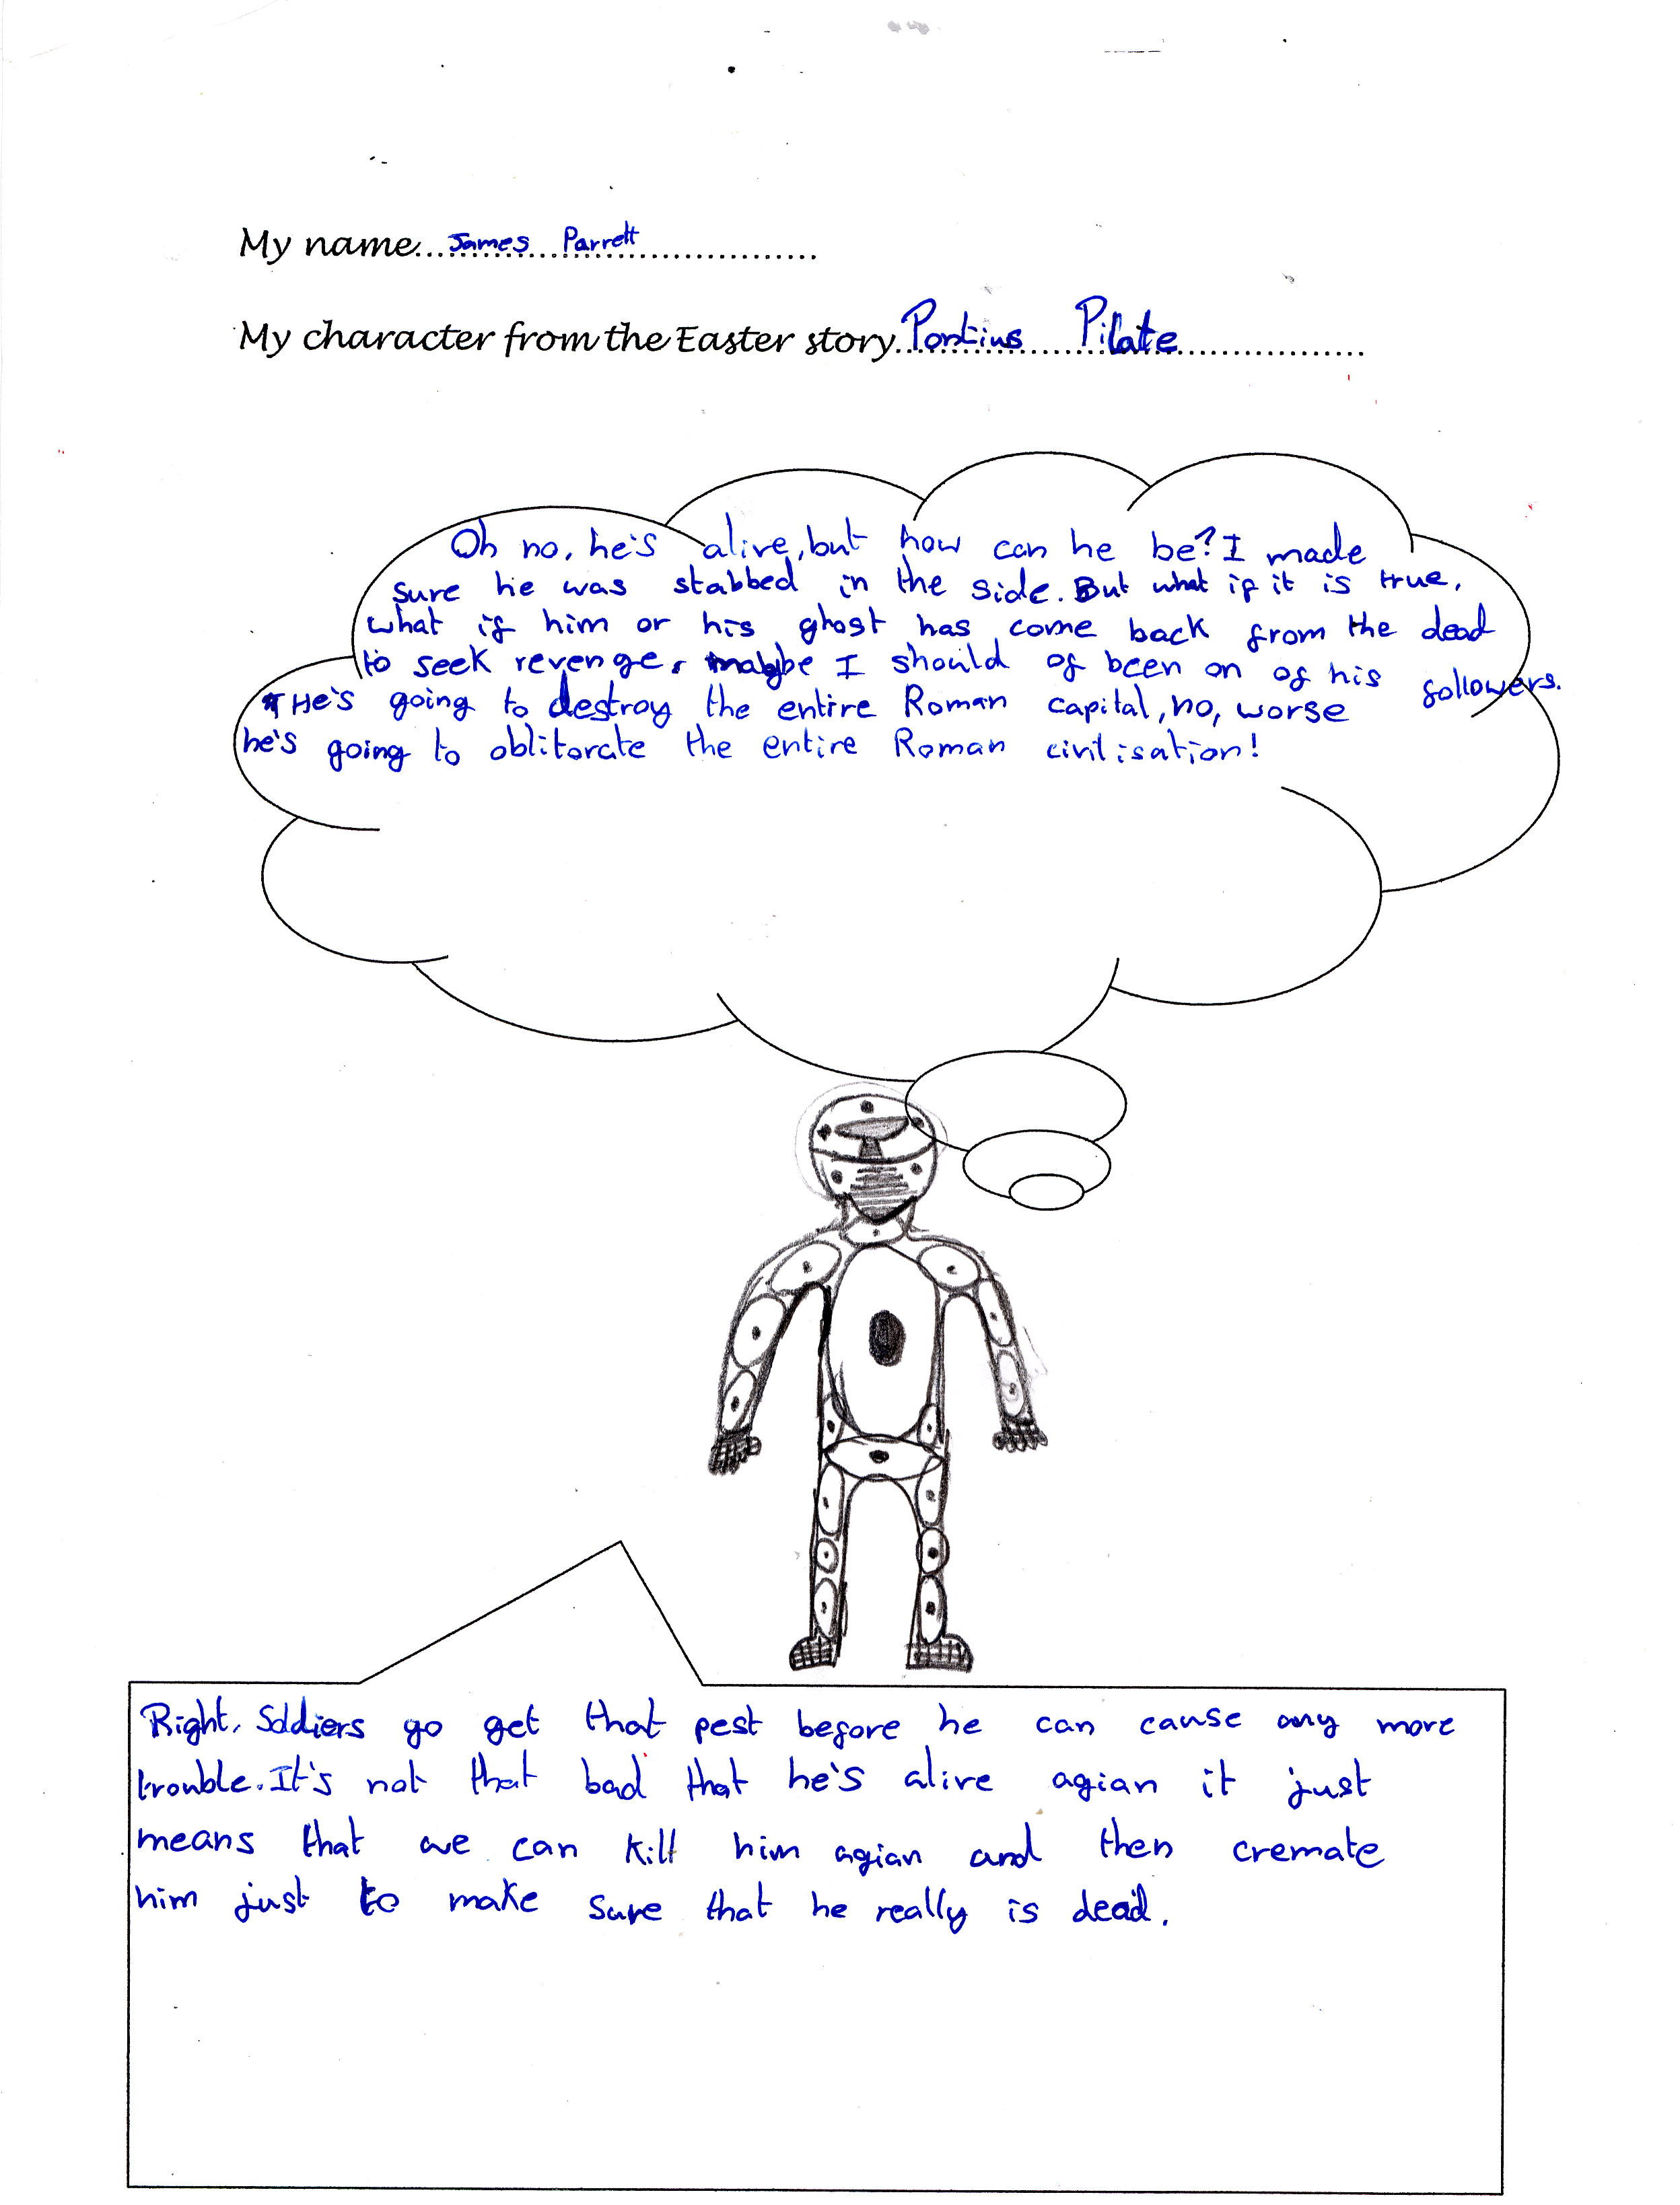 My name...James Parrett
My character from the Easter story...Pontius Pilate
Oh no, he's alive, but how can he be? I made
sure he was stabbed in the side. But what if it is true,
what if him or his ghost has come back from the dead
to seek revenge, maybe I should of been on of his followers.
He's going to destroy the entire Roman capital, no, worse
he's going to oblitorate the entire Roman civilisation!
Right, Soldiers go get that pest before he can cause any more
trouble. It's not that bad that he's alive agian it just
means that we can kill him agian and then cremate
him just to make sure that he really is dead.